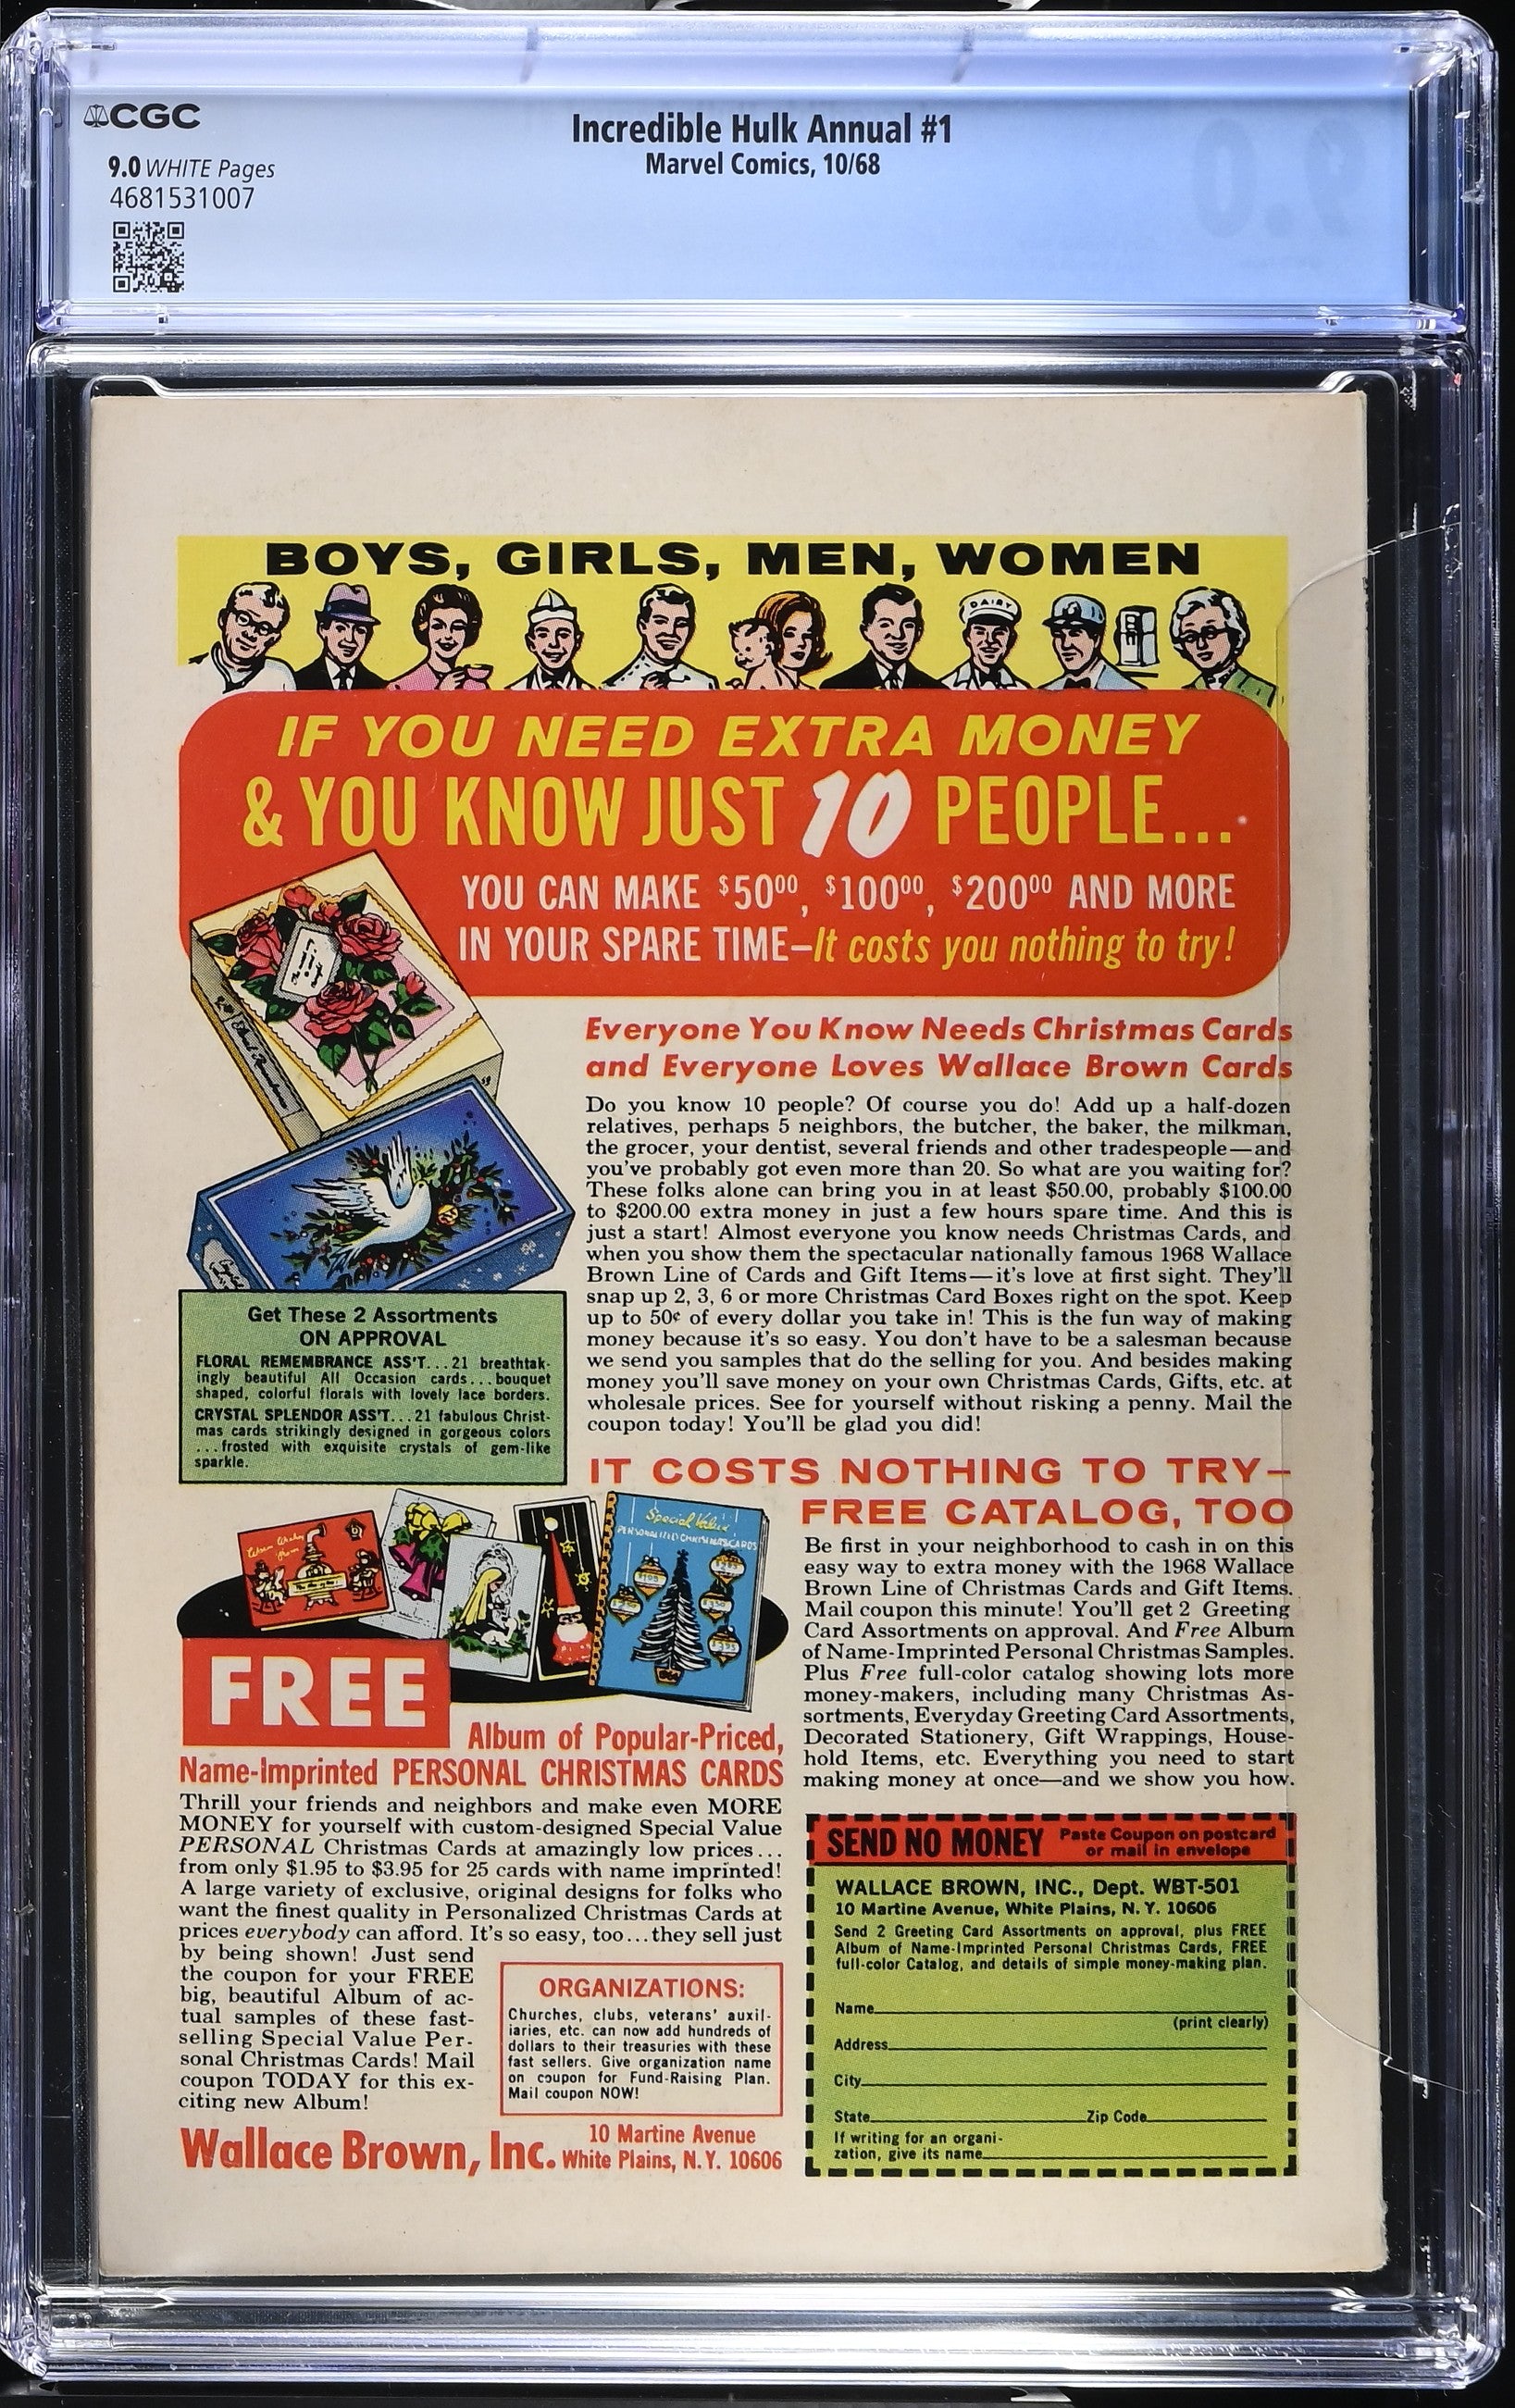 CGC
9.0 WHITE Pages
4681531007
Incredible Hulk Annual #1
Marvel Comics, 10/68
9.0
BOYS, GIRLS, MEN, WOMEN
DAIRY
IF YOU NEED EXTRA MONEY
& YOU KNOW JUST 10 PEOPLE...
YOU CAN MAKE $50⁰⁰, $100⁰⁰, $200⁰⁰ AND MORE
IN YOUR SPARE TIME–It costs you nothing to try!
Everyone You Know Needs Christmas Cards
and Everyone Loves Wallace Brown Cards
Do you know 10 people? Of course you do! Add up a half-dozen
relatives, perhaps 5 neighbors, the butcher, the baker, the milkman,
the grocer, your dentist, several friends and other tradespeople—and
you've probably got even more than 20. So what are you waiting for?
These folks alone can bring you in at least $50.00, probably $100.00
to $200.00 extra money in just a few hours spare time. And this is
just a start! Almost everyone you know needs Christmas Cards, and
when you show them the spectacular nationally famous 1968 Wallace
Brown Line of Cards and Gift Items—it's love at first sight. They'll
snap up 2, 3, 6 or more Christmas Card Boxes right on the spot. Keep
up to 50¢ of every dollar you take in! This is the fun way of making
money because it's so easy. You don't have to be a salesman because
we send you samples that do the selling for you. And besides making
money you'll save money on your own Christmas Cards, Gifts, etc. at
wholesale prices. See for yourself without risking a penny. Mail the
coupon today! You'll be glad you did!
Get These 2 Assortments
ON APPROVAL
FLORAL REMEMBRANCE ASS'T...21 breathtak-
ingly beautiful All Occasion cards...bouquet
shaped, colorful florals with lovely lace borders.
CRYSTAL SPLENDOR ASS'T...21 fabulous Christ-
mas cards strikingly designed in gorgeous colors
...frosted with exquisite crystals of gem-like
sparkle.
IT COSTS NOTHING TO TRY–
FREE CATALOG, TOO
Be first in your neighborhood to cash in on this
easy way to extra money with the 1968 Wallace
Brown Line of Christmas Cards and Gift Items.
Mail coupon this minute! You'll get 2 Greeting
Card Assortments on approval. And Free Album
of Name-Imprinted Personal Christmas Samples.
Plus Free full-color catalog showing lots more
money-makers, including many Christmas As-
sortments, Everyday Greeting Card Assortments,
Decorated Stationery, Gift Wrappings, House-
hold Items, etc. Everything you need to start
making money at once—and we show you how.
Special Value
PERSONALIZED CHRISTMAS CARDS
FREE
Album of Popular-Priced,
Name-Imprinted PERSONAL CHRISTMAS CARDS
Thrill your friends and neighbors and make even MORE
MONEY for yourself with custom-designed Special Value
PERSONAL Christmas Cards at amazingly low prices...
from only $1.95 to $3.95 for 25 cards with name imprinted!
A large variety of exclusive, original designs for folks who
want the finest quality in Personalized Christmas Cards at
prices everybody can afford. It's so easy, too...they sell just
by being shown! Just send
the coupon for your FREE
big, beautiful Album of ac-
tual samples of these fast-
selling Special Value Per-
sonal Christmas Cards! Mail
coupon TODAY for this ex-
citing new Album!
ORGANIZATIONS:
Churches, clubs, veterans' auxil-
iaries, etc. can now add hundreds of
dollars to their treasuries with these
fast sellers. Give organization name
on coupon for Fund-Raising Plan.
Mail coupon NOW!
Wallace Brown, Inc.
10 Martine Avenue
White Plains, N.Y. 10606
SEND NO MONEY
Paste Coupon on postcard
or mail in envelope
WALLACE BROWN, INC., Dept. WBT-501
10 Martine Avenue, White Plains, N.Y. 10606
Send 2 Greeting Card Assortments on approval, plus FREE
Album of Name-Imprinted Personal Christmas Cards, FREE
full-color Catalog, and details of simple money-making plan.
Name
(print clearly)
Address
City
State Zip Code
If writing for an organi-
zation, give its name